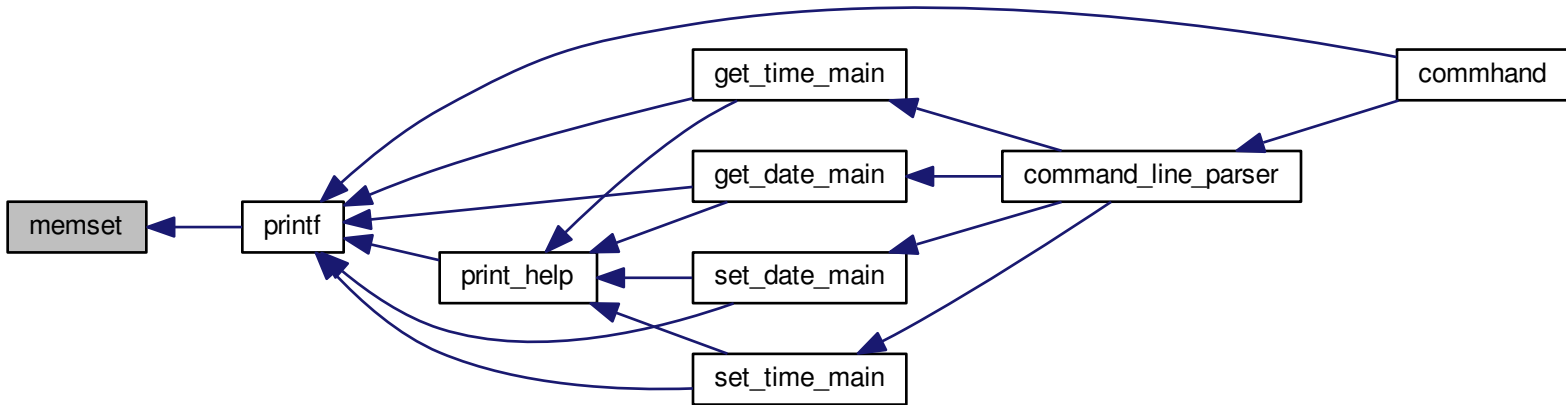 memset
printf
print_help
get_time_main
get_date_main
set_date_main
set_time_main
command_line_parser
commhand